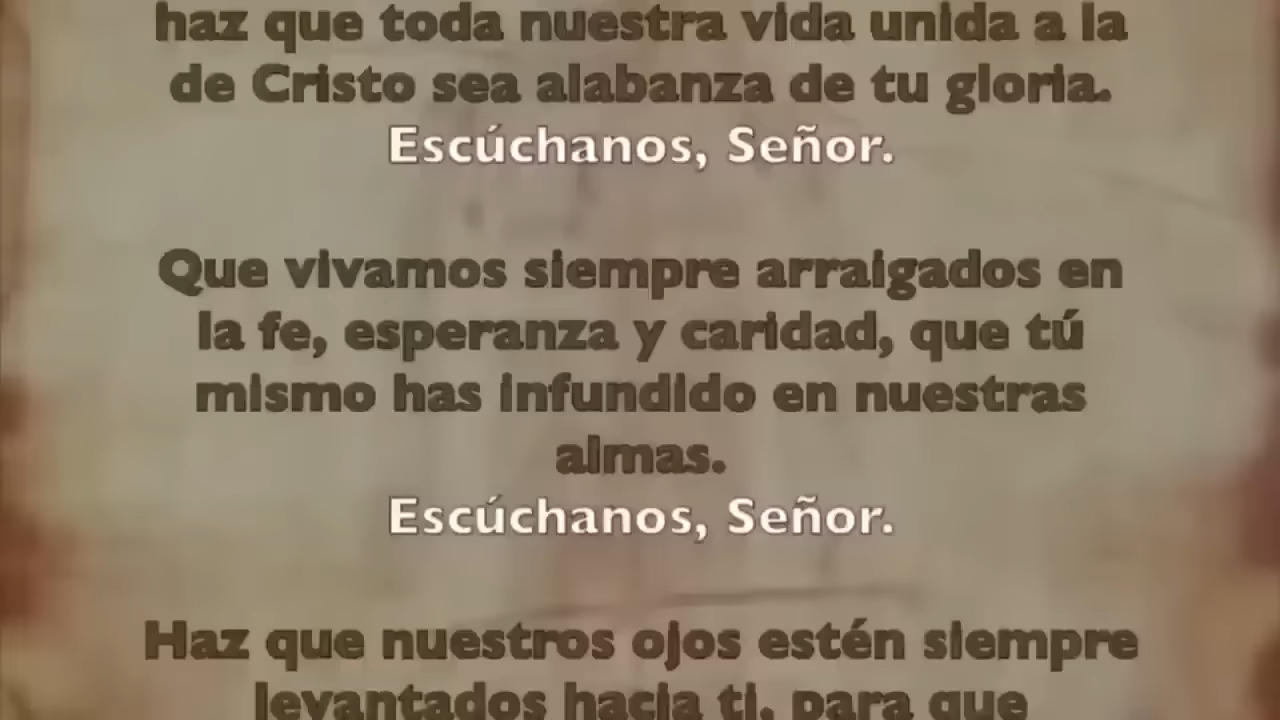 haz que toda nuestra vida unida a la
de Cristo sea alabanza de tu gloria.
Escúchanos, Señor.
Que vivamos siempre arraigados en
la fe, esperanza y caridad, que tú
mismo has infundido en nuestras
almas.
Escúchanos, Señor.
Haz que nuestros ojos estén siempre
levantados hacia ti, para que